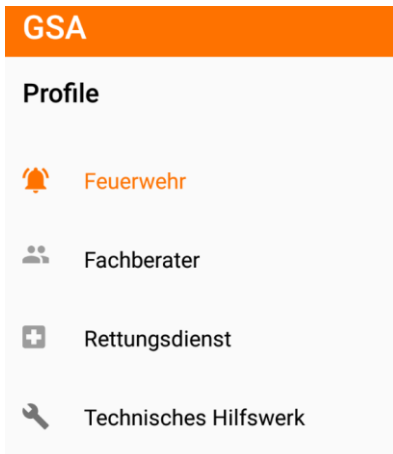 GSA
Profile
Feuerwehr
Fachberater
Rettungsdienst
Technisches Hilfswerk